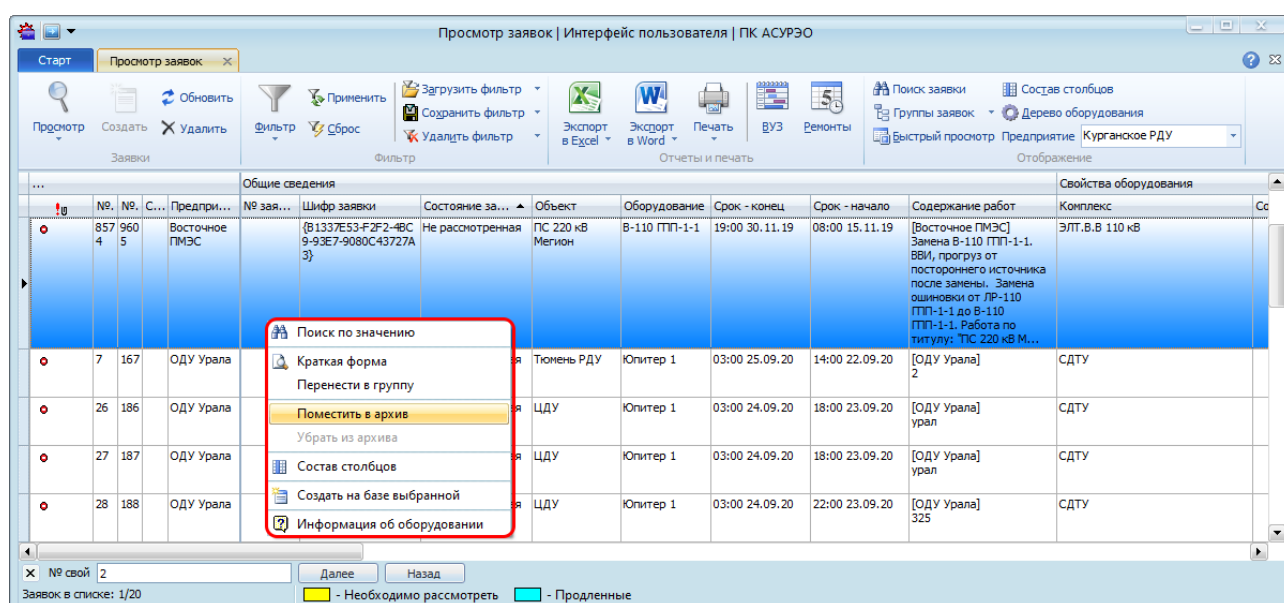 Просмотр заявок | Интерфейс пользователя | ПК АСУРЭО
Старт Просмотр заявок
Просмотр Создать Обновить Удалить
Заявки
Фильтр Применить Сброс Загрузить фильтр Сохранить фильтр Удалить фильтр
Фильтр
Экспорт в Excel Экспорт в Word Печать ВУЗ Ремонты
Отчеты и печать
Поиск заявки Состав столбцов
Группы заявок Дерево оборудования
Быстрый просмотр Предприятие Курганское РДУ
Отображение
... Общие сведения Свойства оборудования
№. №. С... Предпри... № зая... Шифр заявки Состояние за... Объект Оборудование Срок - конец Срок - начало Содержание работ Комплекс Со
857 960 Восточное {B1337E53-F2F2-4BC Не рассмотренная ПС 220 кВ В-110 ГПП-1-1 19:00 30.11.19 08:00 15.11.19 [Восточное ПМЭС] ЭЛТ.В.В 110 кВ
4 5 ПМЭС 9-93E7-9080C43727A Мегион Замена В-110 ГПП-1-1.
3} ВВИ, прогруз от
постороннего источника
после замены. Замена
ошиновки от ЛР-110
ГПП-1-1 до В-110
ГПП-1-1. Работа по
титулу: "ПС 220 кВ М...
7 167 ОДУ Урала я Тюмень РДУ Юпитер 1 03:00 25.09.20 14:00 22.09.20 [ОДУ Урала] СДТУ
2
26 186 ОДУ Урала я ЦДУ Юпитер 1 03:00 24.09.20 18:00 23.09.20 [ОДУ Урала] СДТУ
урал
27 187 ОДУ Урала я ЦДУ Юпитер 1 03:00 24.09.20 18:00 23.09.20 [ОДУ Урала] СДТУ
урал
28 188 ОДУ Урала я ЦДУ Юпитер 1 03:00 24.09.20 22:00 23.09.20 [ОДУ Урала] СДТУ
325
Поиск по значению
Краткая форма
Перенести в группу
Поместить в архив
Убрать из архива
Состав столбцов
Создать на базе выбранной
Информация об оборудовании
№ свой 2 Далее Назад
Заявок в списке: 1/20 - Необходимо рассмотреть - Продленные